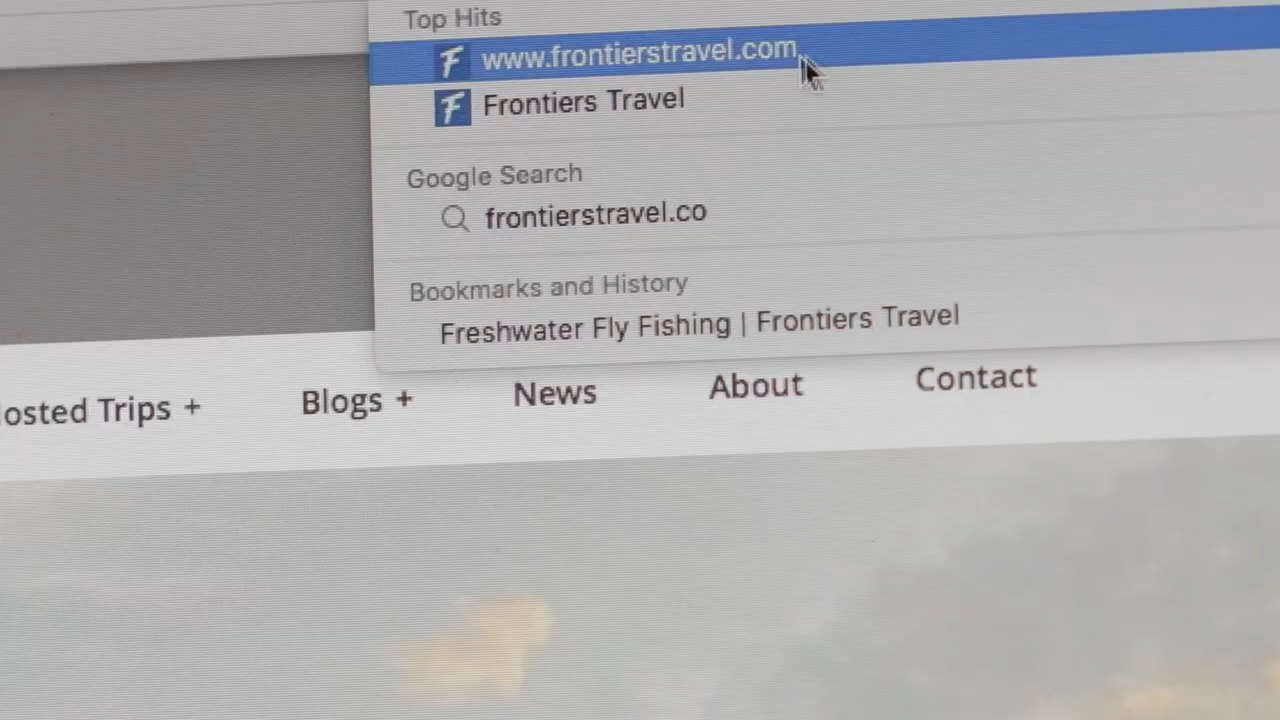 Top Hits
F www.frontierstravel.com
F Frontiers Travel
Google Search
frontierstravel.co
Bookmarks and History
Freshwater Fly Fishing | Frontiers Travel
osted Trips + Blogs + News About Contact